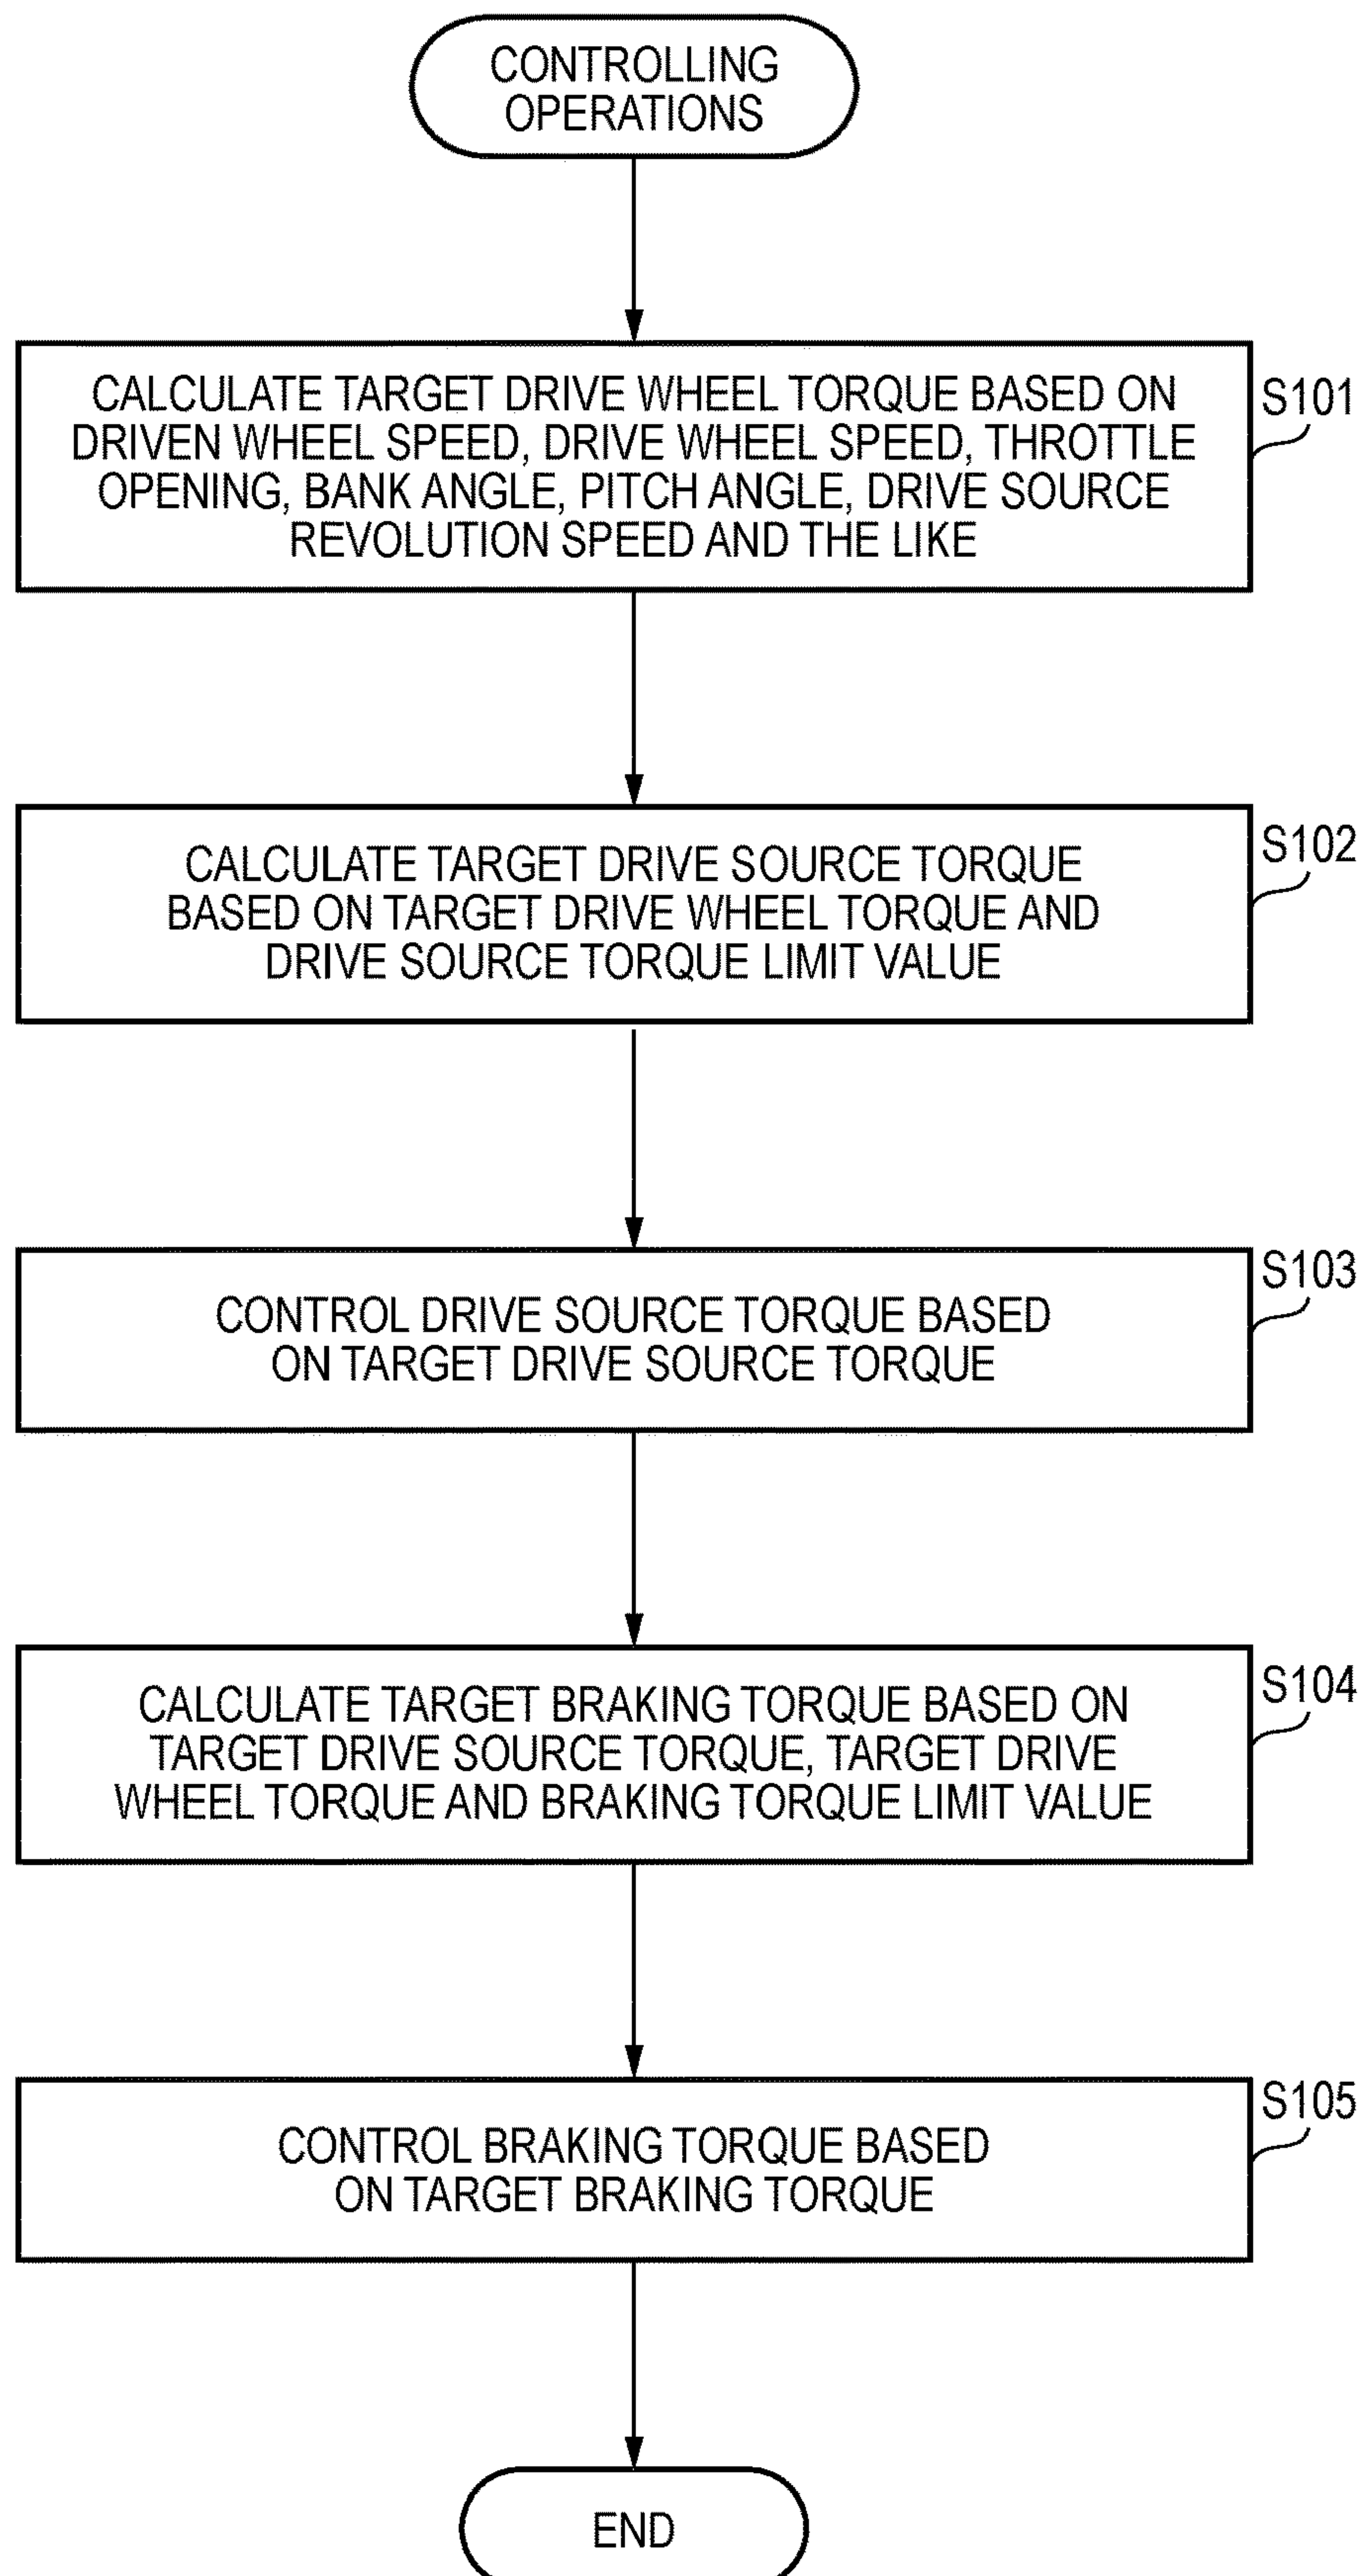 CONTROLLING
OPERATIONS
CALCULATE TARGET DRIVE WHEEL TORQUE BASED ON
DRIVEN WHEEL SPEED, DRIVE WHEEL SPEED, THROTTLE
OPENING, BANK ANGLE, PITCH ANGLE, DRIVE SOURCE
REVOLUTION SPEED AND THE LIKE
S101
CALCULATE TARGET DRIVE SOURCE TORQUE
BASED ON TARGET DRIVE WHEEL TORQUE AND
DRIVE SOURCE TORQUE LIMIT VALUE
S102
CONTROL DRIVE SOURCE TORQUE BASED
ON TARGET DRIVE SOURCE TORQUE
S103
CALCULATE TARGET BRAKING TORQUE BASED ON
TARGET DRIVE SOURCE TORQUE, TARGET DRIVE
WHEEL TORQUE AND BRAKING TORQUE LIMIT VALUE
S104
CONTROL BRAKING TORQUE BASED
ON TARGET BRAKING TORQUE
S105
END